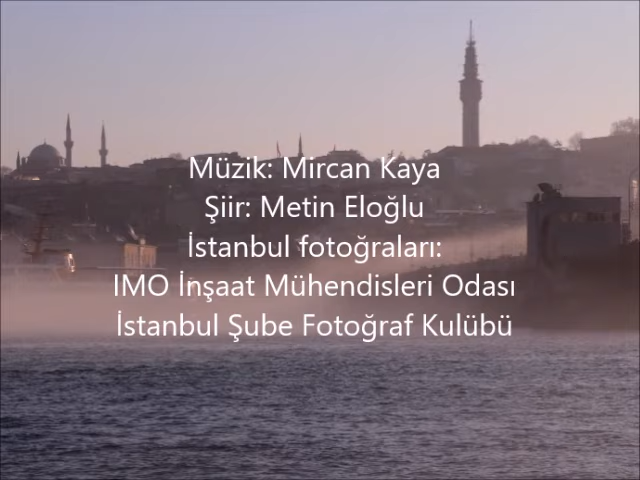 Müzik: Mircan Kaya
Şiir: Metin Eloğlu
İstanbul fotoğraları:
IMO İnşaat Mühendisleri Odası
İstanbul Şube Fotoğraf Kulübü